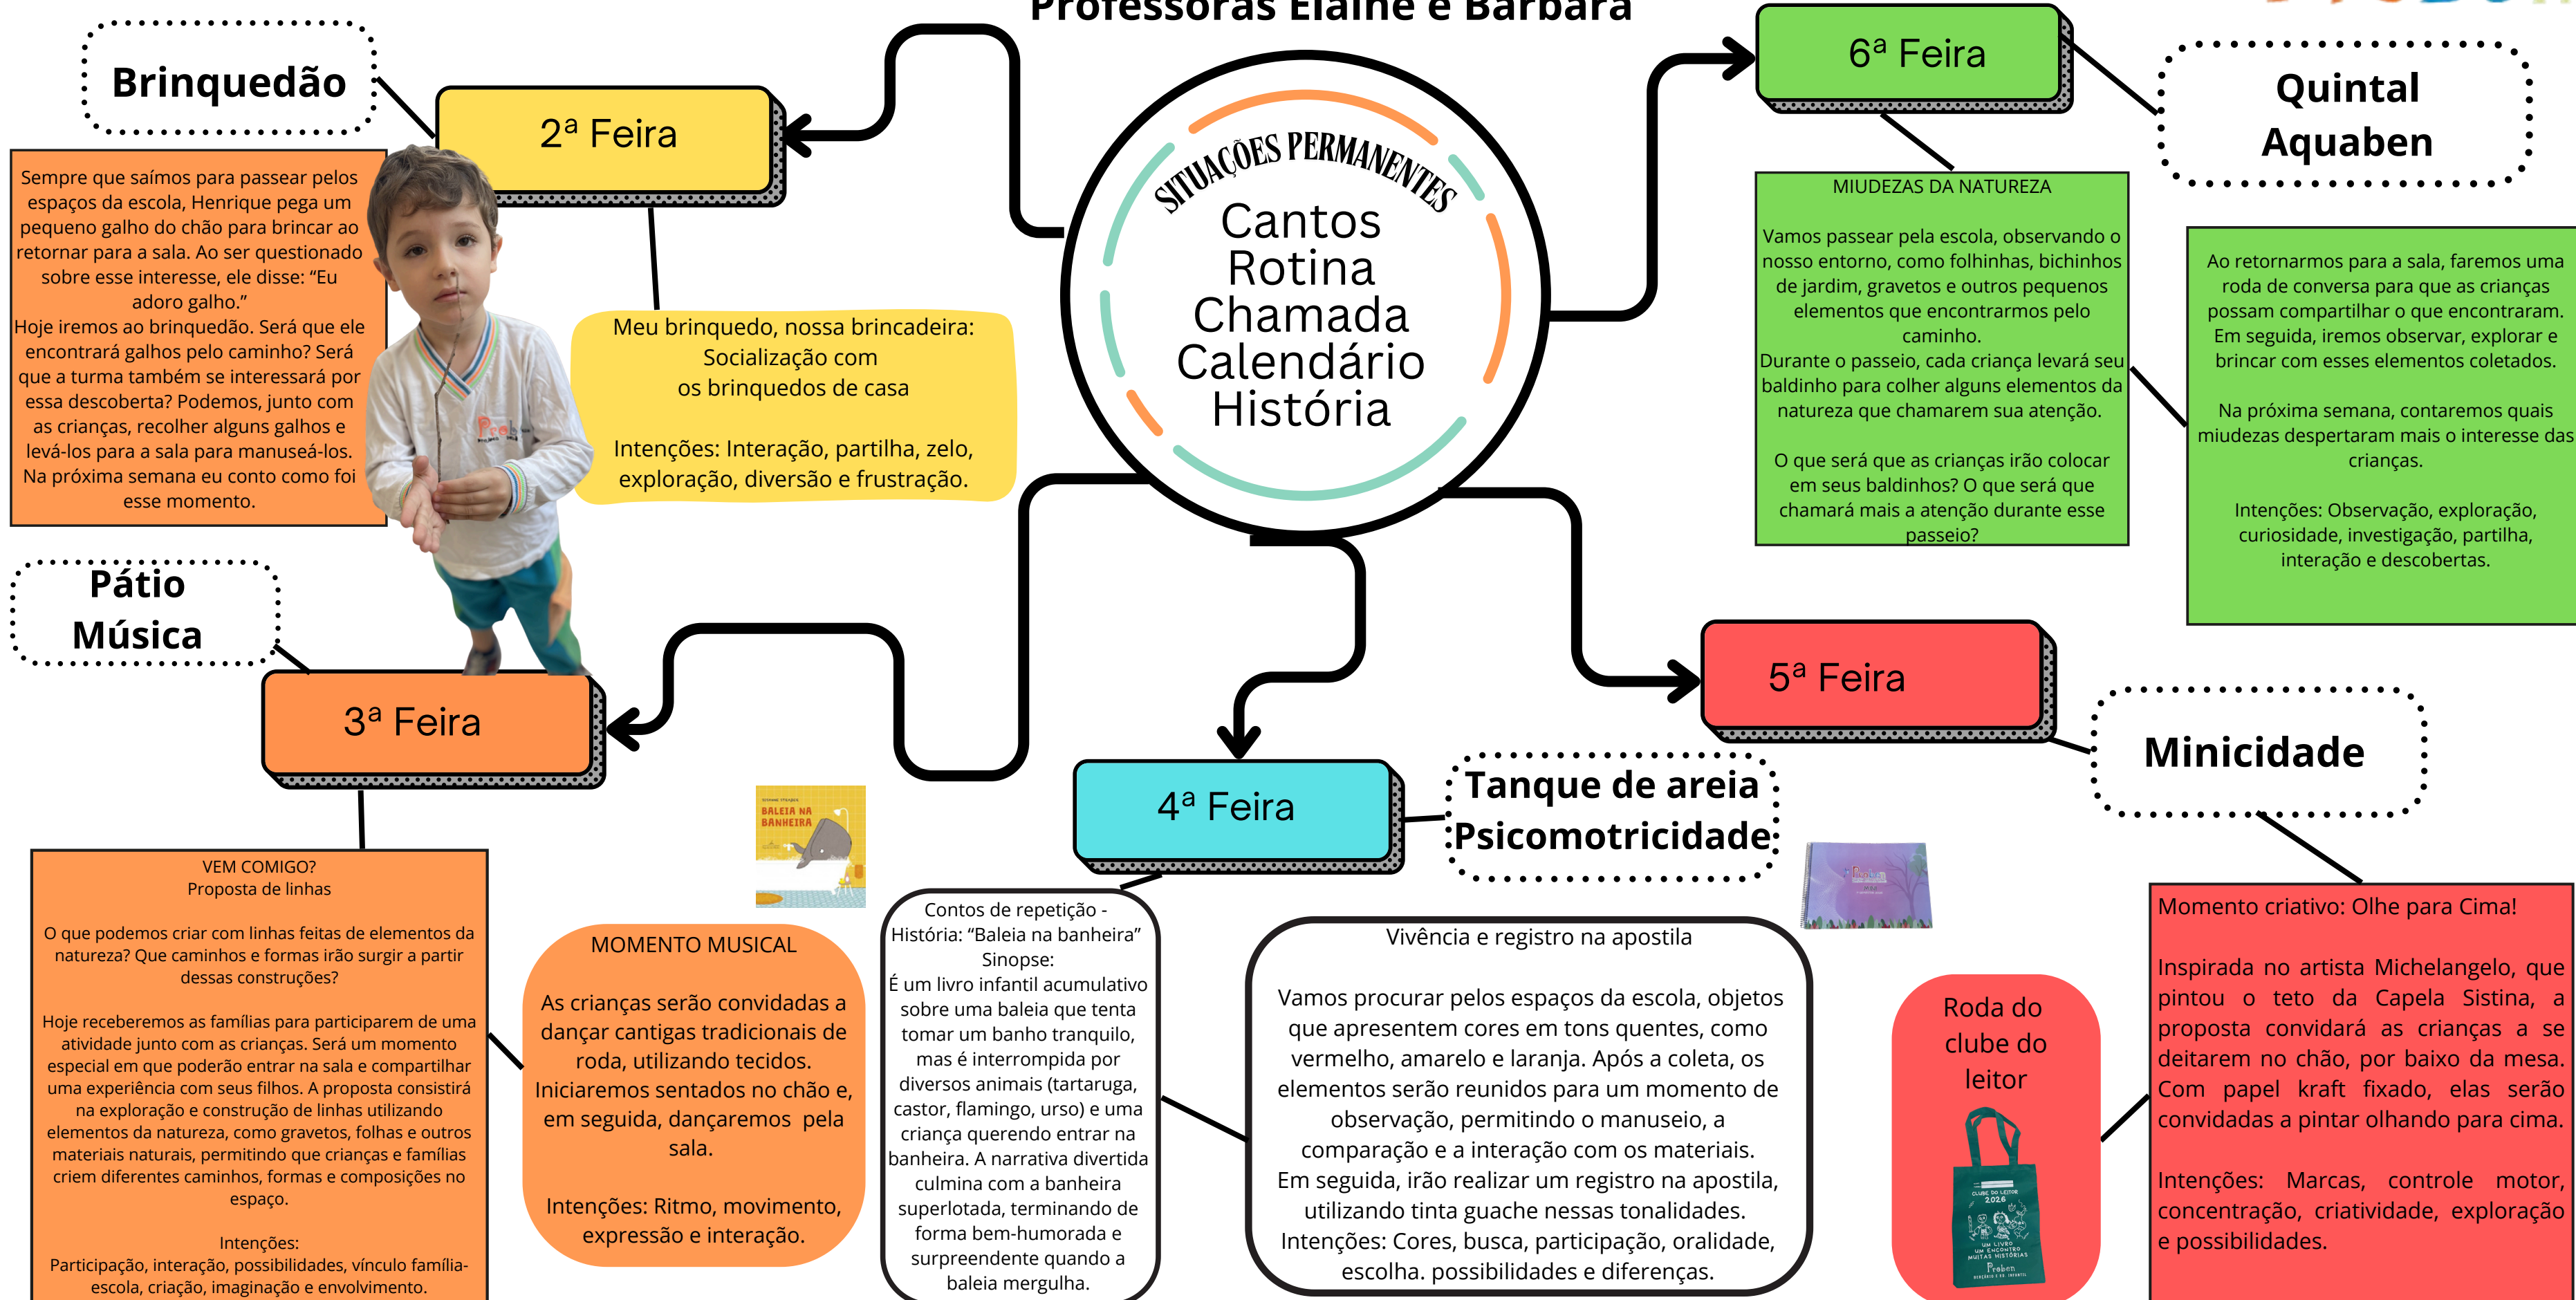 Professoras Elaine e Bárbara
SITUAÇÕES PERMANENTES
Cantos
Rotina
Chamada
Calendário
História
Brinquedão
2ª Feira
Sempre que saímos para passear pelos
espaços da escola, Henrique pega um
pequeno galho do chão para brincar ao
retornar para a sala. Ao ser questionado
sobre esse interesse, ele disse: “Eu
adoro galho.”
Hoje iremos ao brinquedão. Será que ele
encontrará galhos pelo caminho? Será
que a turma também se interessará por
essa descoberta? Podemos, junto com
as crianças, recolher alguns galhos e
levá-los para a sala para manuseá-los.
Na próxima semana eu conto como foi
esse momento.
Meu brinquedo, nossa brincadeira:
Socialização com
os brinquedos de casa
Intenções: Interação, partilha, zelo,
exploração, diversão e frustração.
Pátio
Música
3ª Feira
VEM COMIGO?
Proposta de linhas
O que podemos criar com linhas feitas de elementos da
natureza? Que caminhos e formas irão surgir a partir
dessas construções?
Hoje receberemos as famílias para participarem de uma
atividade junto com as crianças. Será um momento
especial em que poderão entrar na sala e compartilhar
uma experiência com seus filhos. A proposta consistirá
na exploração e construção de linhas utilizando
elementos da natureza, como gravetos, folhas e outros
materiais naturais, permitindo que crianças e famílias
criem diferentes caminhos, formas e composições no
espaço.
Intenções:
Participação, interação, possibilidades, vínculo família-
escola, criação, imaginação e envolvimento.
MOMENTO MUSICAL
As crianças serão convidadas a
dançar cantigas tradicionais de
roda, utilizando tecidos.
Iniciaremos sentados no chão e,
em seguida, dançaremos  pela
sala.
Intenções: Ritmo, movimento,
expressão e interação.
BALEIA NA
BANHEIRA
4ª Feira
Tanque de areia
Psicomotricidade
Contos de repetição -
História: “Baleia na banheira”
Sinopse:
É um livro infantil acumulativo
sobre uma baleia que tenta
tomar um banho tranquilo,
mas é interrompida por
diversos animais (tartaruga,
castor, flamingo, urso) e uma
criança querendo entrar na
banheira. A narrativa divertida
culmina com a banheira
superlotada, terminando de
forma bem-humorada e
surpreendente quando a
baleia mergulha.
Vivência e registro na apostila
Vamos procurar pelos espaços da escola, objetos
que apresentem cores em tons quentes, como
vermelho, amarelo e laranja. Após a coleta, os
elementos serão reunidos para um momento de
observação, permitindo o manuseio, a
comparação e a interação com os materiais.
Em seguida, irão realizar um registro na apostila,
utilizando tinta guache nessas tonalidades.
Intenções: Cores, busca, participação, oralidade,
escolha. possibilidades e diferenças.
5ª Feira
Minicidade
Momento criativo: Olhe para Cima!
Inspirada no artista Michelangelo, que
pintou o teto da Capela Sistina, a
proposta convidará as crianças a se
deitarem no chão, por baixo da mesa.
Com papel kraft fixado, elas serão
convidadas a pintar olhando para cima.
Intenções: Marcas, controle motor,
concentração, criatividade, exploração
e possibilidades.
Roda do
clube do
leitor
CLUBE DO LEITOR
2026
UM LIVRO
UM ENCONTRO
MUITAS HISTÓRIAS
Proben
6ª Feira
Quintal
Aquaben
MIUDEZAS DA NATUREZA
Vamos passear pela escola, observando o
nosso entorno, como folhinhas, bichinhos
de jardim, gravetos e outros pequenos
elementos que encontrarmos pelo
caminho.
Durante o passeio, cada criança levará seu
baldinho para colher alguns elementos da
natureza que chamarem sua atenção.
O que será que as crianças irão colocar
em seus baldinhos? O que será que
chamará mais a atenção durante esse
passeio?
Ao retornarmos para a sala, faremos uma
roda de conversa para que as crianças
possam compartilhar o que encontraram.
Em seguida, iremos observar, explorar e
brincar com esses elementos coletados.
Na próxima semana, contaremos quais
miudezas despertaram mais o interesse das
crianças.
Intenções: Observação, exploração,
curiosidade, investigação, partilha,
interação e descobertas.